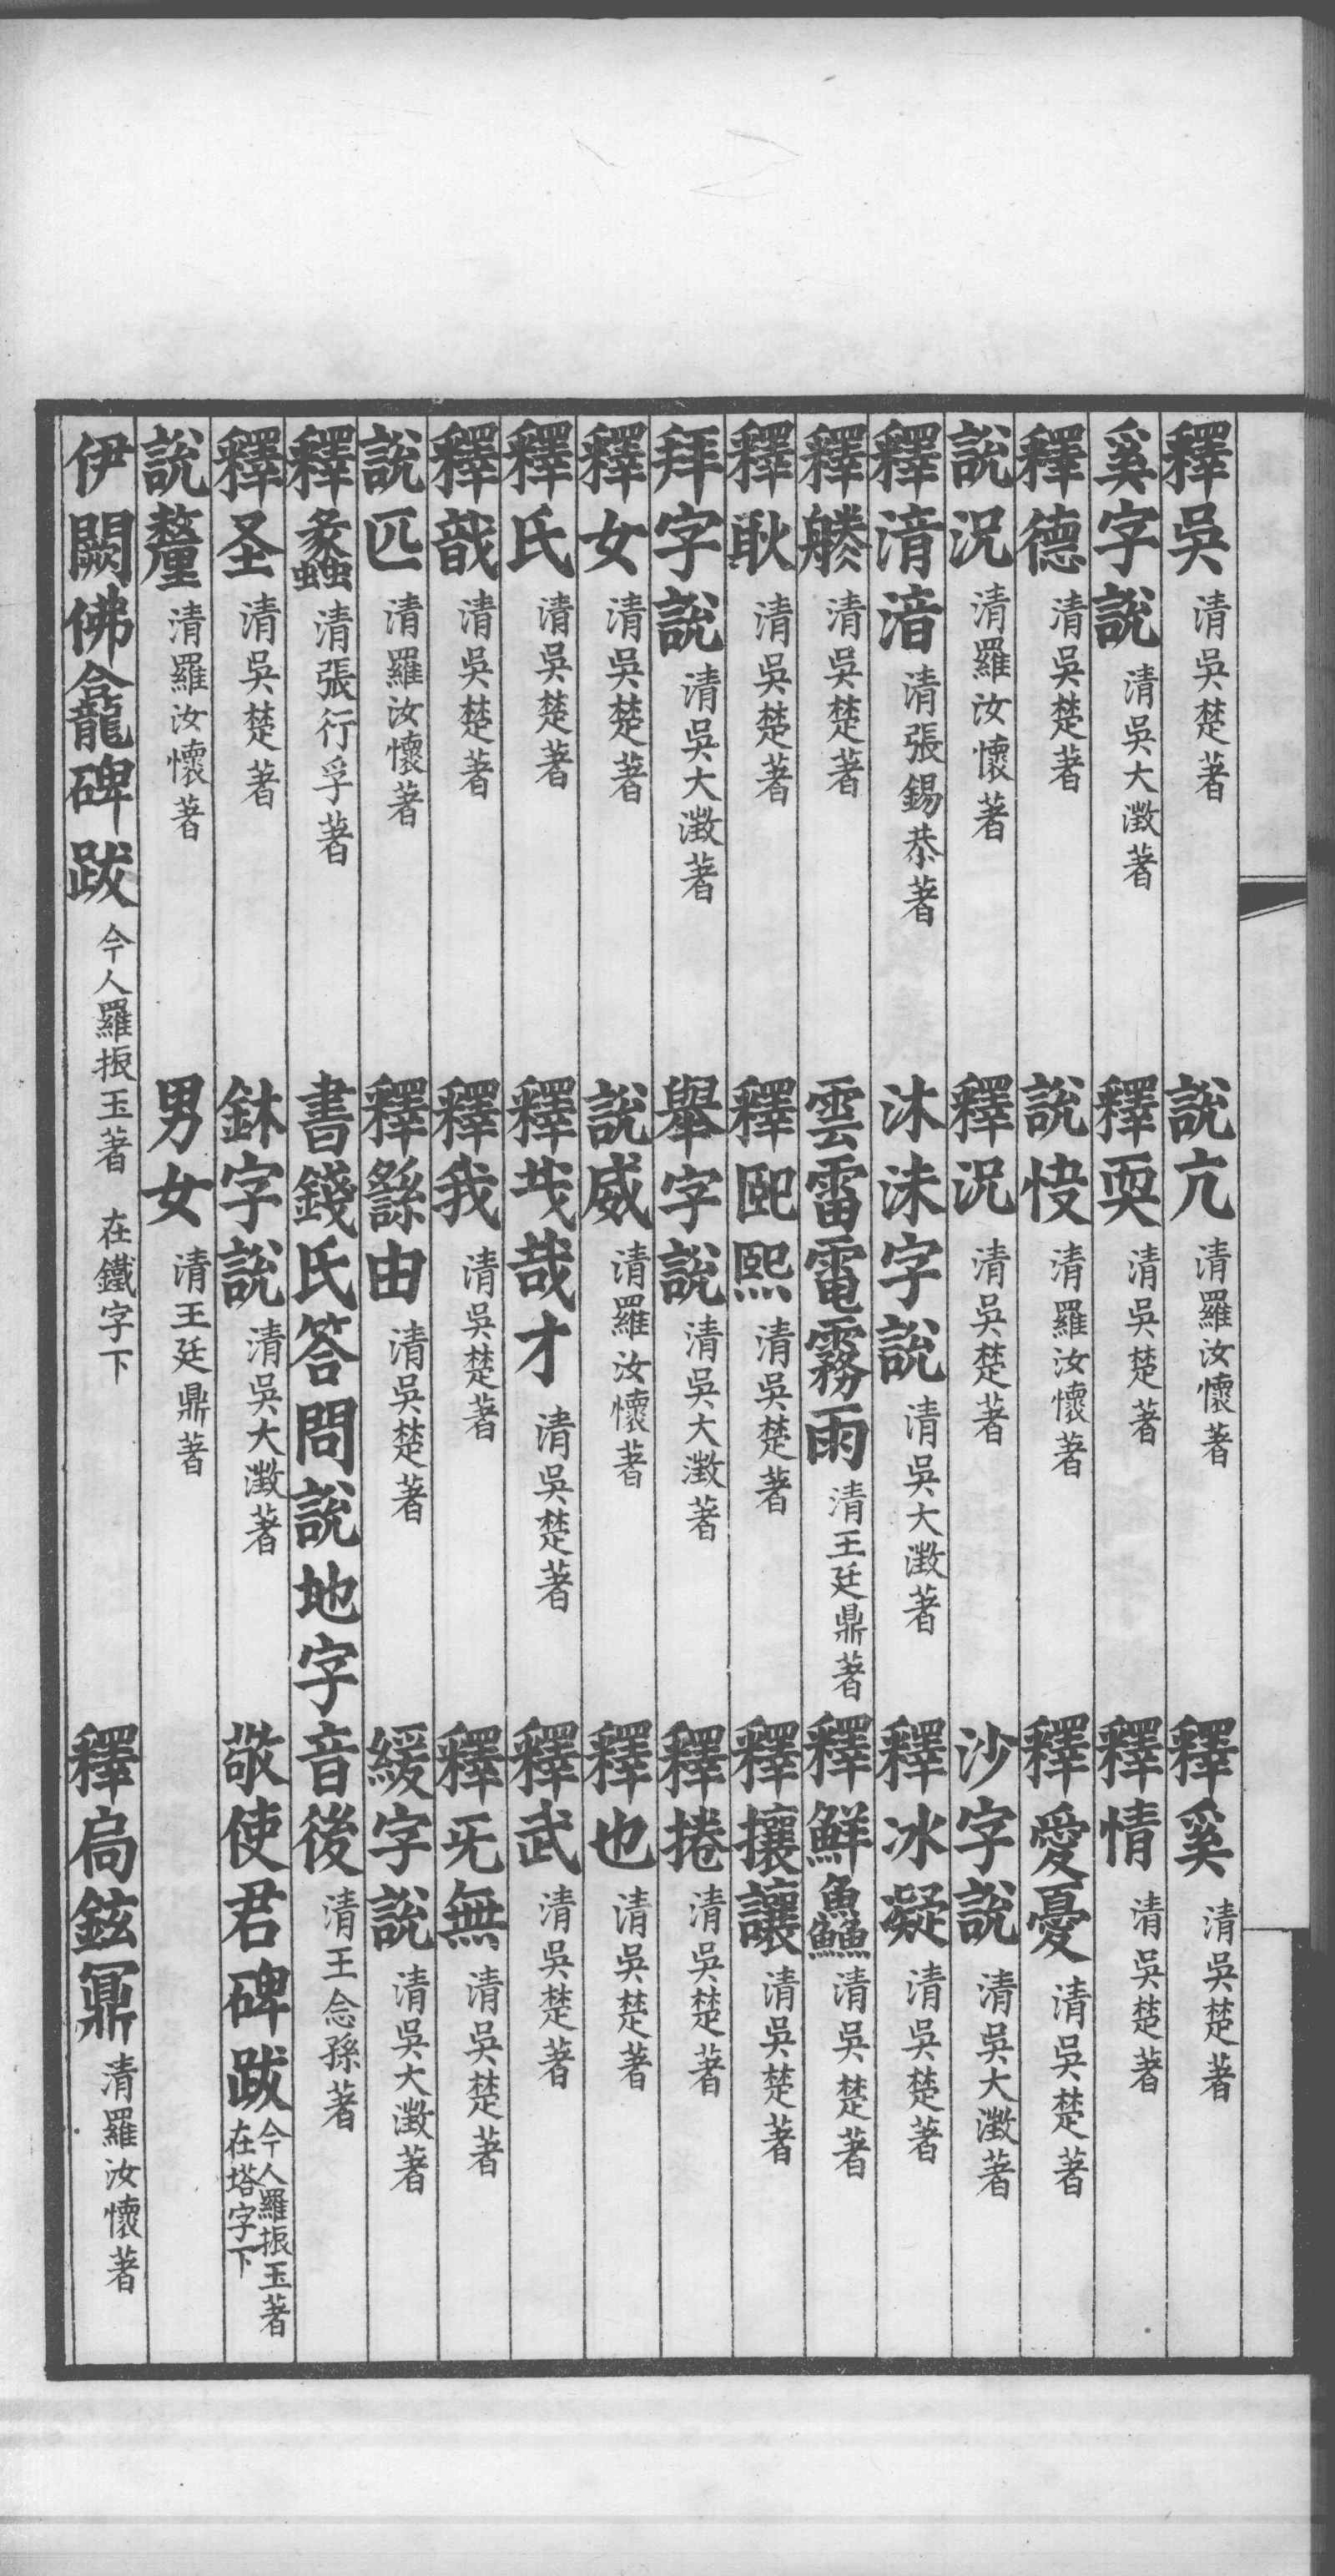 釋吳 清吳楚著 說亢 清羅汝懷著 釋奚 清吳楚著
奚字說 清吳大澂著 釋耎 清吳楚著 釋情 清吳楚著
釋德 清吳楚著 說㤕 清羅汝懷著 釋愛憂 清吳楚著
說況 清羅汝懷著 釋況 清吳楚著 沙字說 清吳大澂著
釋湇湆 清張錫恭著 沐沬字說 清吳大澂著 釋冰凝 清吳楚著
釋 清吳楚著 雲雷電霧雨 清王廷鼎著 釋鮮鱻 清吳楚著
釋耿 清吳楚著 釋巸熙 清吳楚著 釋攘讓 清吳楚著
拜字說 清吳大澂著 舉字說 清吳大澂著 釋捲 清吳楚著
釋女 清吳楚著 說威 清羅汝懷著 釋也 清吳楚著
釋氏 清吳楚著 釋𢦏哉才 清吳楚著 釋武 清吳楚著
釋戠 清吳楚著 釋我 清吳楚著 釋无無 清吳楚著
說匹 清羅汝懷著 釋繇由 清吳楚著 緩字說 清吳大澂著
釋蟊 清張行孚著 書錢氏答問說地字音後 清王念孫著
釋圣 清吳楚著 鉢字說 清吳大澂著 敬使君碑跋 今人羅振玉著 在塔字下
說釐 清羅汝懷著 男女 清王廷鼎著
伊闕佛龕碑跋 今人羅振玉著 在鐵字下 釋扃鉉鼏 清羅汝懷著